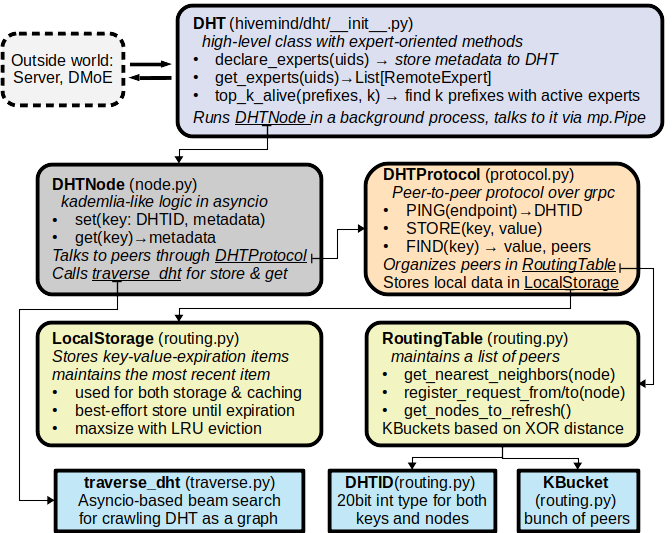 DHT (hivemind/dht/__init__.py)
high-level class with expert-oriented methods
• declare_experts(uids) → store metadata to DHT
• get_experts(uids)→List[RemoteExpert]
• top_k_alive(prefixes, k) → find k prefixes with active experts
Runs DHTNode in a background process, talks to it via mp.Pipe
Outside world:
Server, DMoE
DHTNode (node.py)
kademlia-like logic in asyncio
• set(key: DHTID, metadata)
• get(key)→metadata
Talks to peers through DHTProtocol
Calls traverse_dht for store & get
DHTProtocol (protocol.py)
Peer-to-peer protocol over grpc
• PING(endpoint)→DHTID
• STORE(key, value)
• FIND(key) → value, peers
Organizes peers in RoutingTable
Stores local data in LocalStorage
LocalStorage (routing.py)
Stores key-value-expiration items
maintains the most recent item
• used for both storage & caching
• best-effort store until expiration
• maxsize with LRU eviction
RoutingTable (routing.py)
maintains a list of peers
• get_nearest_neighbors(node)
• register_request_from/to(node)
• get_nodes_to_refresh()
KBuckets based on XOR distance
traverse_dht (traverse.py)
Asyncio-based beam search
for crawling DHT as a graph
DHTID(routing.py)
20bit int type for both
keys and nodes
KBucket
(routing.py)
bunch of peers